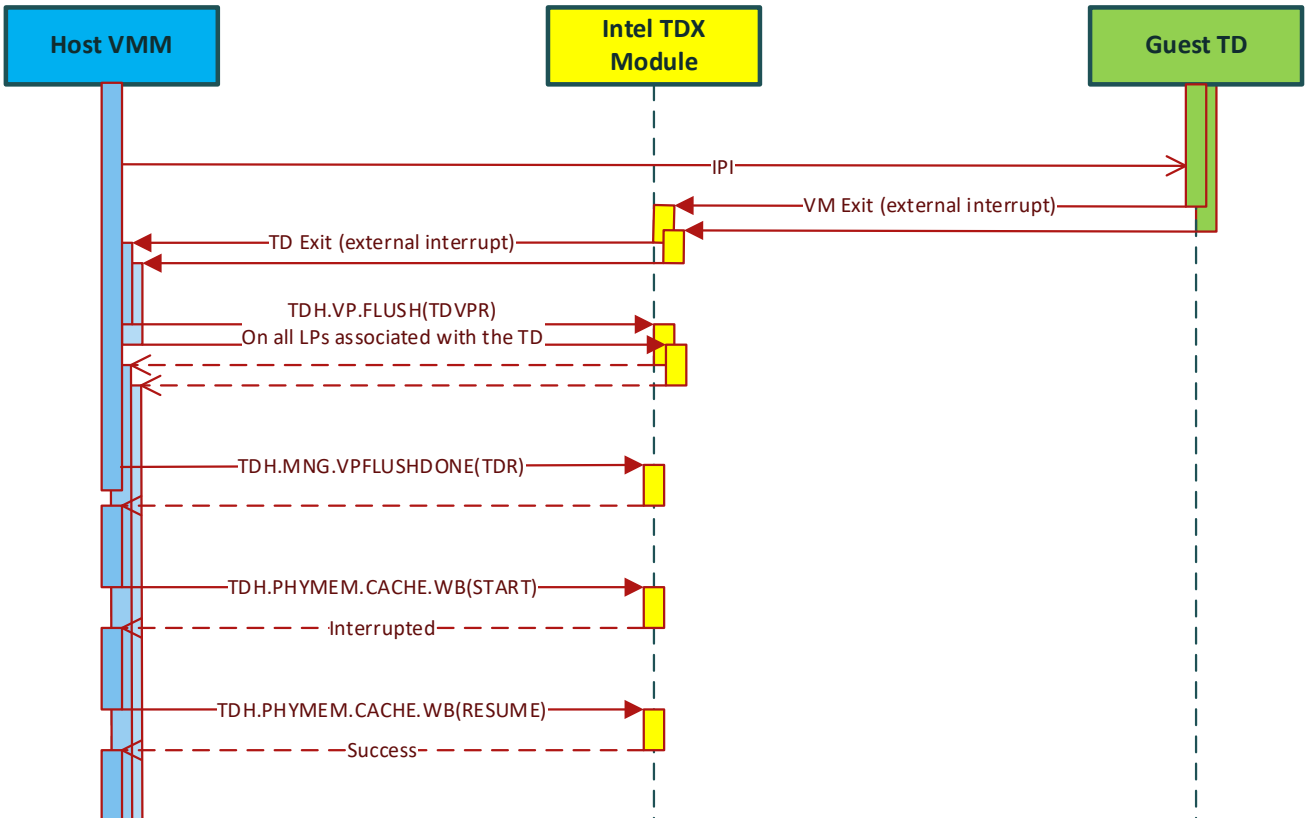 Host VMM
Intel TDX
Module
Guest TD
IPI
VM Exit (external interrupt)
TD Exit (external interrupt)
TDH.VP.FLUSH(TDVPR)
On all LPs associated with the TD
TDH.MNG.VPFLUSHDONE(TDR)
TDH.PHYMEM.CACHE.WB(START)
Interrupted
TDH.PHYMEM.CACHE.WB(RESUME)
Success